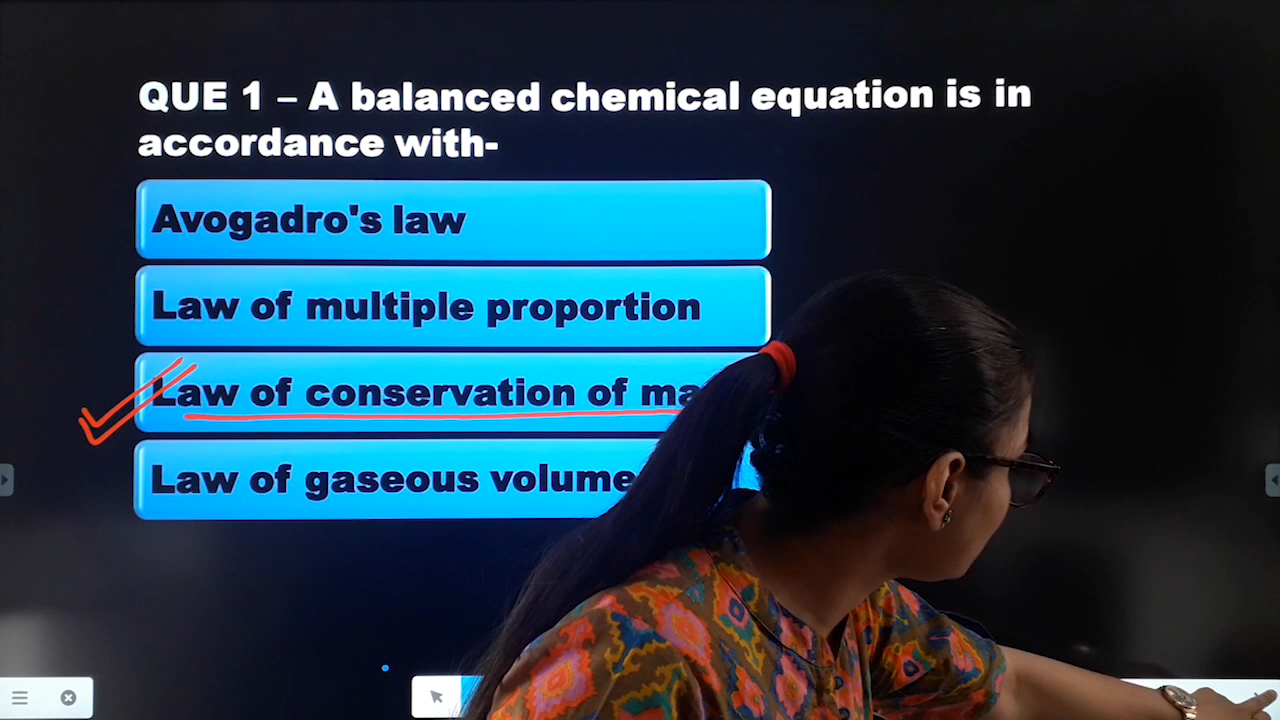 QUE 1 – A balanced chemical equation is in
accordance with-
Avogadro's law
Law of multiple proportion
Law of conservation of
Law of gaseous